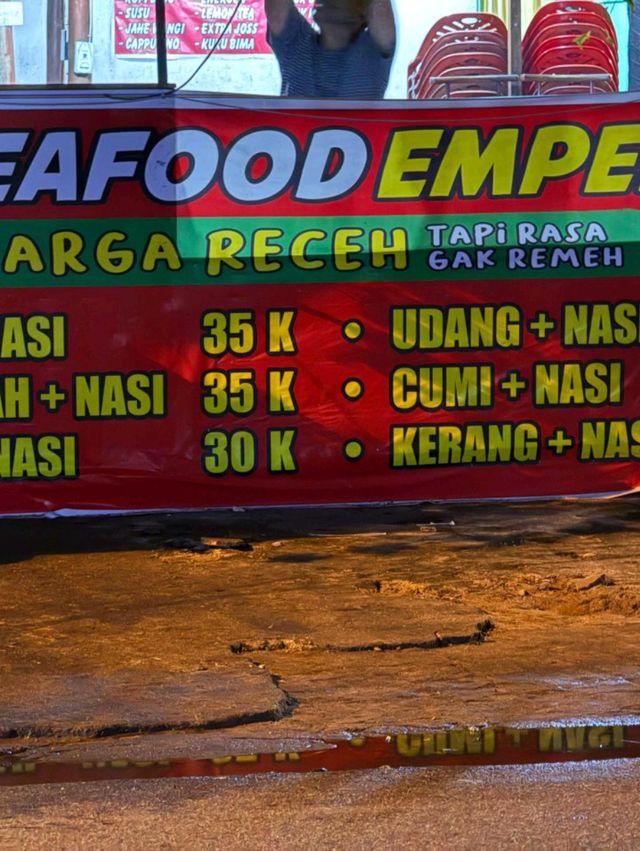 - SUSU - LEMON TEA
- JAHE WANGI - EXTRA JOSS
- CAPPUCINO - KUKU BIMA
EAFOOD EMPE
ARGA RECEH TAPI RASA
GAK REMEH
ASI 35 K • UDANG + NASI
AH + NASI 35 K • CUMI + NASI
NASI 30 K • KERANG + NAS